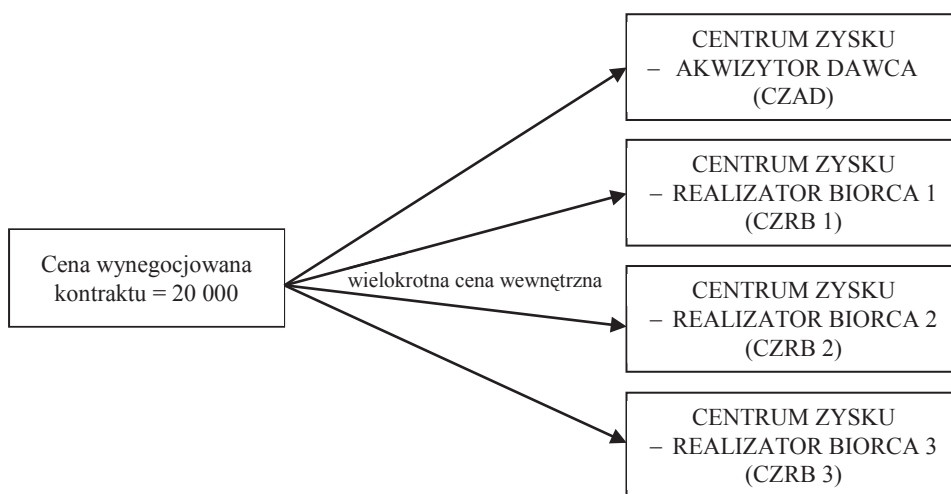 CENTRUM ZYSKU
– AKWIZYTOR DAWCA
(CZAD)
CENTRUM ZYSKU
– REALIZATOR BIORCA 1
(CZRB 1)
Cena wynegocjowana
kontraktu = 20 000
wielokrotna cena wewnętrzna
CENTRUM ZYSKU
– REALIZATOR BIORCA 2
(CZRB 2)
CENTRUM ZYSKU
– REALIZATOR BIORCA 3
(CZRB 3)